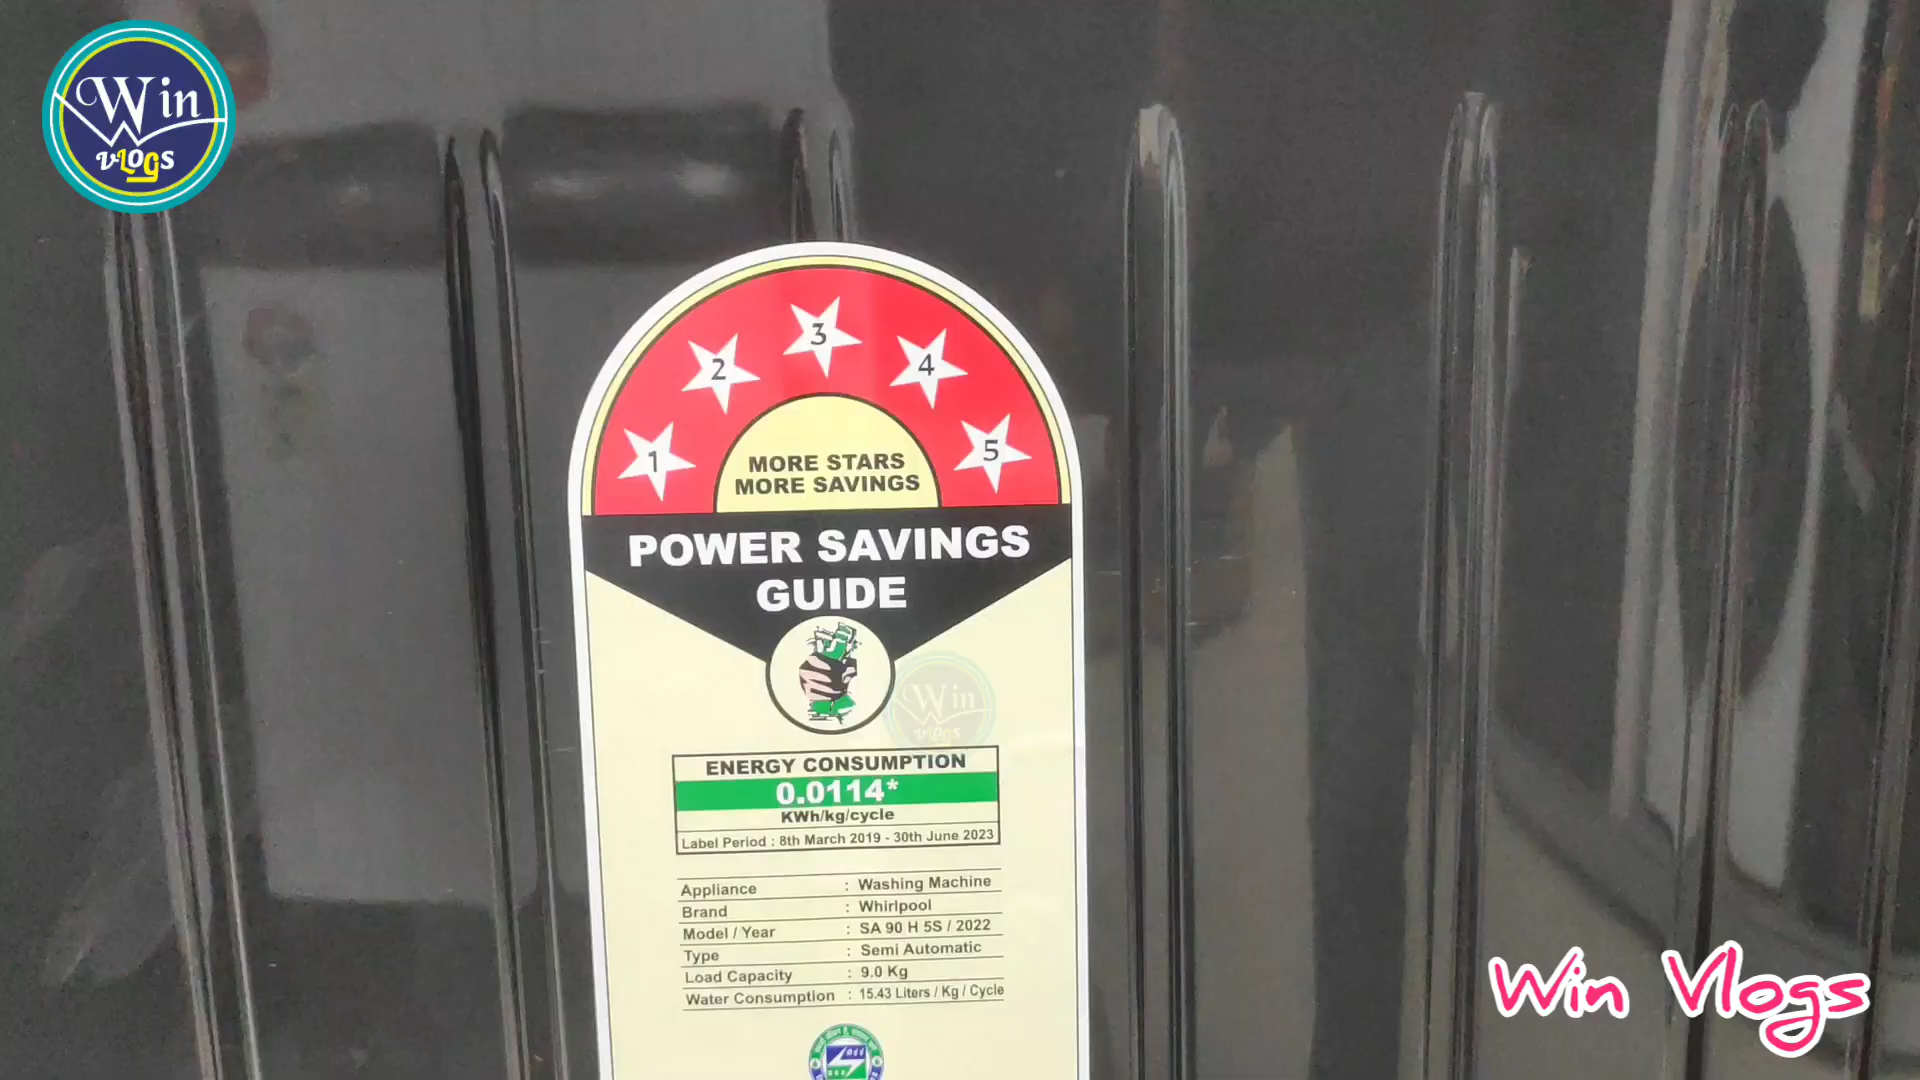 Win
vLOGS
1 2 3 4 5
MORE STARS
MORE SAVINGS
POWER SAVINGS
GUIDE
Win
vlogs
ENERGY CONSUMPTION
0.0114*
KWh/kg/cycle
Label Period : 8th March 2019 - 30th June 2023
Appliance : Washing Machine
Brand : Whirlpool
Model / Year : SA 90 H 5S / 2022
Type : Semi Automatic
Load Capacity : 9.0 Kg
Water Consumption : 15.43 Liters / Kg / Cycle
Win Vlogs